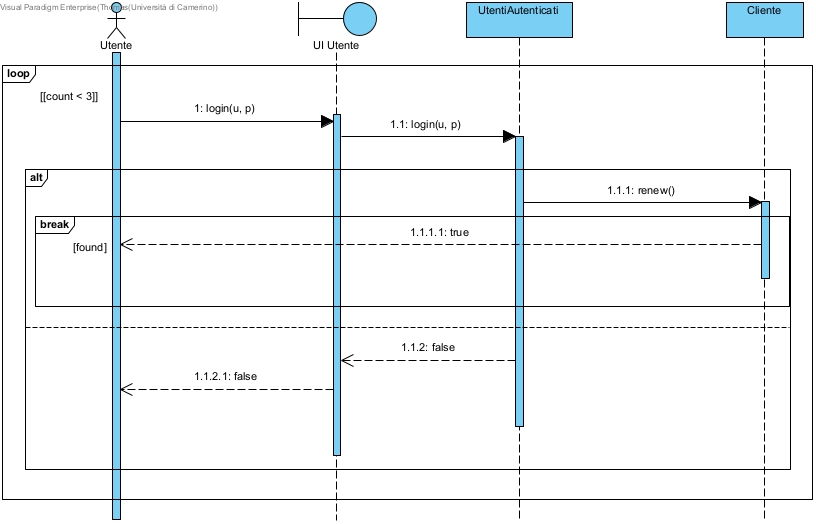 Visual Paradigm Enterprise(Thomas(Università di Camerino))
Utente
UI Utente
UtentiAutenticati
Cliente
loop
[[count < 3]]
1: login(u, p)
1.1: login(u, p)
alt
1.1.1: renew()
break
[found]
1.1.1.1: true
1.1.2: false
1.1.2.1: false